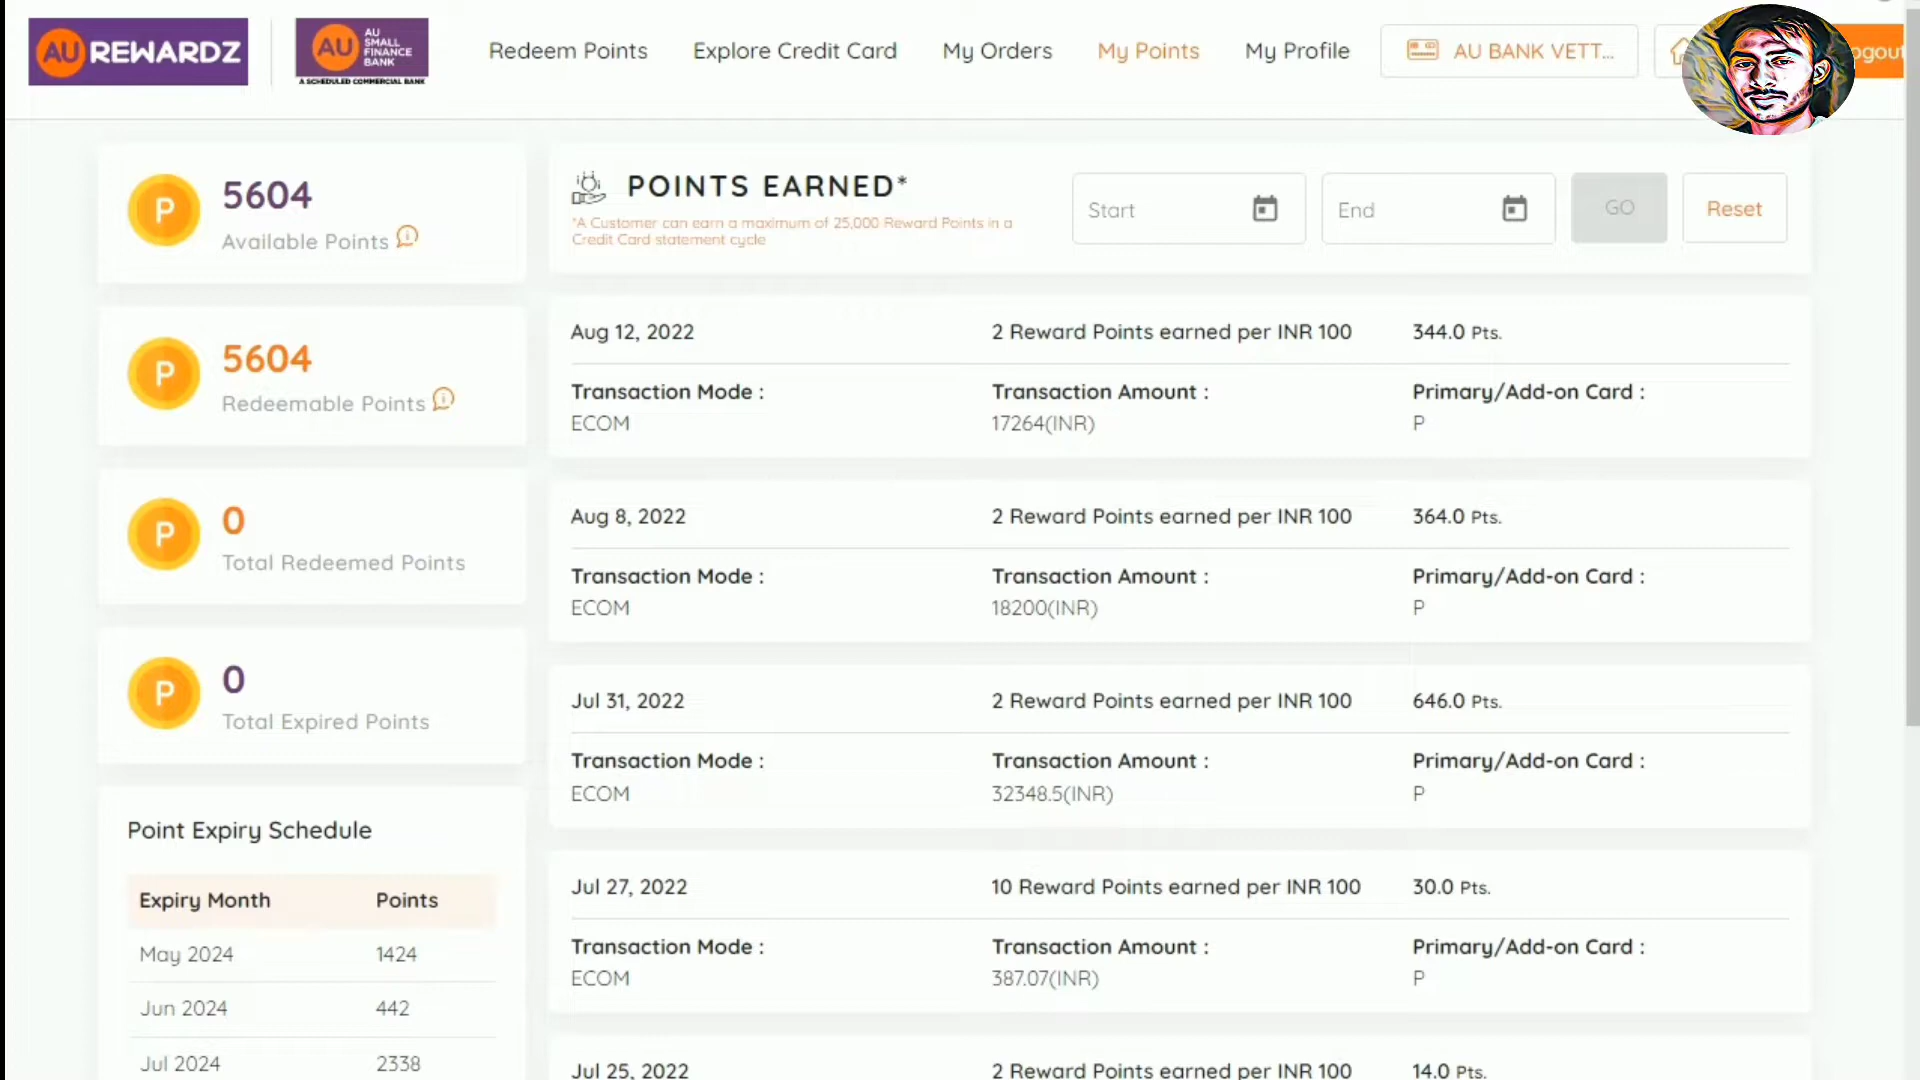 AU REWARDZ
AU
AU
SMALL
FINANCE
BANK
A SCHEDULED COMMERCIAL BANK
Redeem Points
Explore Credit Card
My Orders
My Points
My Profile
AU BANK VETT...
ogout
P
5604
Available Points
P
5604
Redeemable Points
P
0
Total Redeemed Points
P
0
Total Expired Points
Point Expiry Schedule
Expiry Month Points
May 2024 1424
Jun 2024 442
Jul 2024 2338
POINTS EARNED*
*A Customer can earn a maximum of 25,000 Reward Points in a
Credit Card statement cycle
Start
End
GO
Reset
Aug 12, 2022 2 Reward Points earned per INR 100 344.0 Pts.
Transaction Mode : Transaction Amount : Primary/Add-on Card :
ECOM 17264(INR) P
Aug 8, 2022 2 Reward Points earned per INR 100 364.0 Pts.
Transaction Mode : Transaction Amount : Primary/Add-on Card :
ECOM 18200(INR) P
Jul 31, 2022 2 Reward Points earned per INR 100 646.0 Pts.
Transaction Mode : Transaction Amount : Primary/Add-on Card :
ECOM 32348.5(INR) P
Jul 27, 2022 10 Reward Points earned per INR 100 30.0 Pts.
Transaction Mode : Transaction Amount : Primary/Add-on Card :
ECOM 387.07(INR) P
Jul 25, 2022 2 Reward Points earned per INR 100 14.0 Pts.